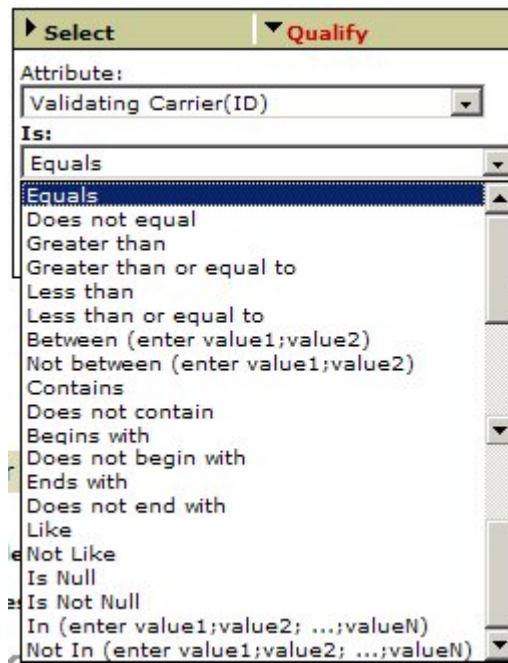 Select
Qualify
Attribute:
Validating Carrier(ID)
Is:
Equals
Equals
Does not equal
Greater than
Greater than or equal to
Less than
Less than or equal to
Between (enter value1;value2)
Not between (enter value1;value2)
Contains
Does not contain
Begins with
Does not begin with
Ends with
Does not end with
Like
Not Like
Is Null
Is Not Null
In (enter value1;value2; ...;valueN)
Not In (enter value1;value2; ...;valueN)